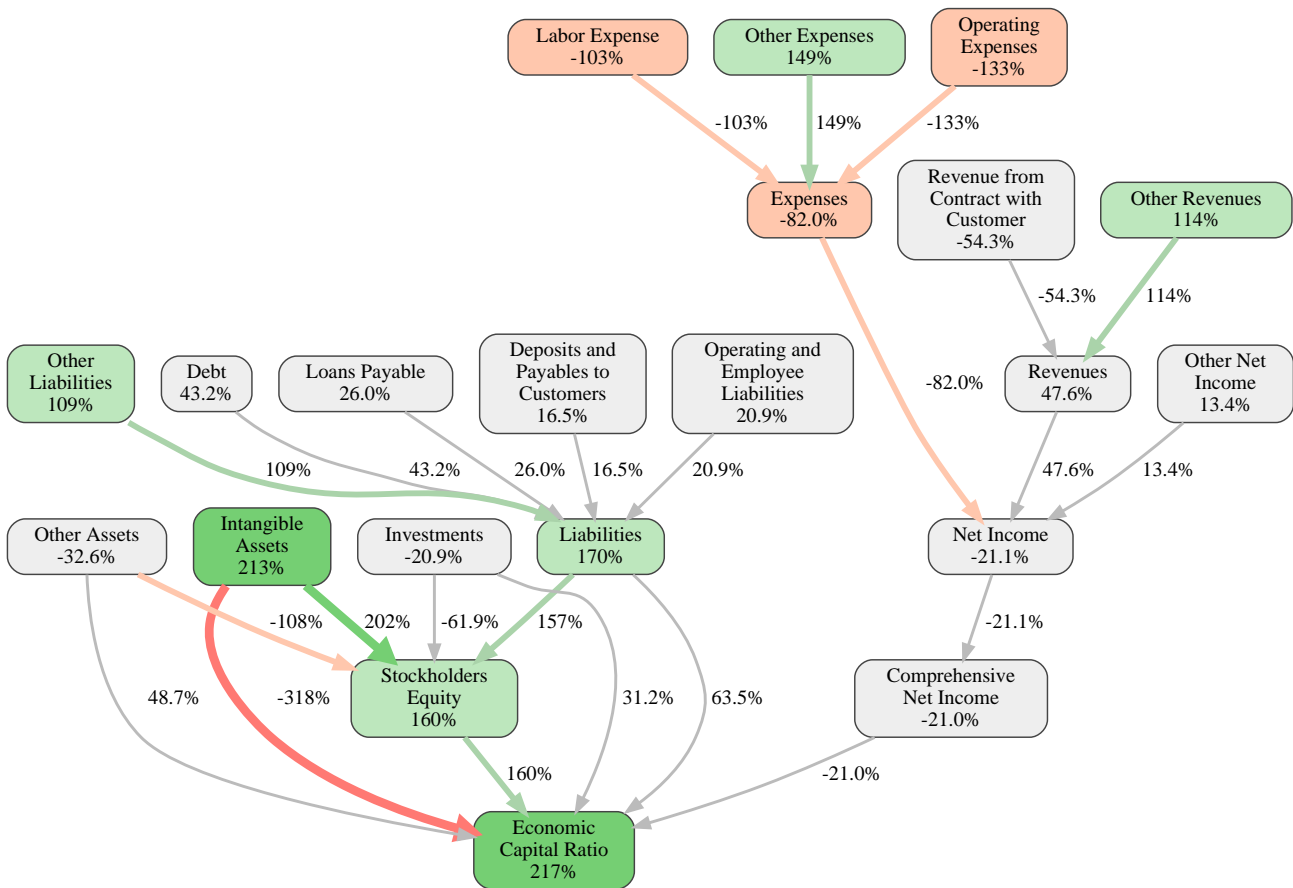 Labor Expense
-103%
Other Expenses
149%
Operating
Expenses
-133%
-103%
149%
-133%
Expenses
-82.0%
Revenue from
Contract with
Customer
-54.3%
Other Revenues
114%
-54.3%
114%
Other
Liabilities
109%
Debt
43.2%
Loans Payable
26.0%
Deposits and
Payables to
Customers
16.5%
Operating and
Employee
Liabilities
20.9%
-82.0%
Revenues
47.6%
Other Net
Income
13.4%
109%
43.2%
26.0%
16.5%
20.9%
47.6%
13.4%
Other Assets
-32.6%
Intangible
Assets
213%
Investments
-20.9%
Liabilities
170%
Net Income
-21.1%
-108%
202%
-61.9%
157%
-21.1%
Stockholders
Equity
160%
Comprehensive
Net Income
-21.0%
48.7%
-318%
31.2%
63.5%
160%
-21.0%
Economic
Capital Ratio
217%